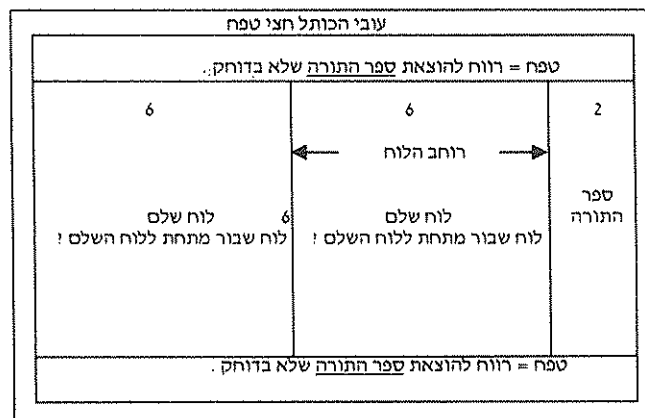 עובי הכותל חצי טפח
טפח = רווח להוצאת ספר התורה שלא בדוחק .
2
6
6
רוחב הלוח
ספר
התורה
לוח שלם
לוח שבור מתחת ללוח השלם !
6
לוח שלם
לוח שבור מתחת ללוח השלם !
טפח = רווח להוצאת ספר התורה שלא בדוחק .